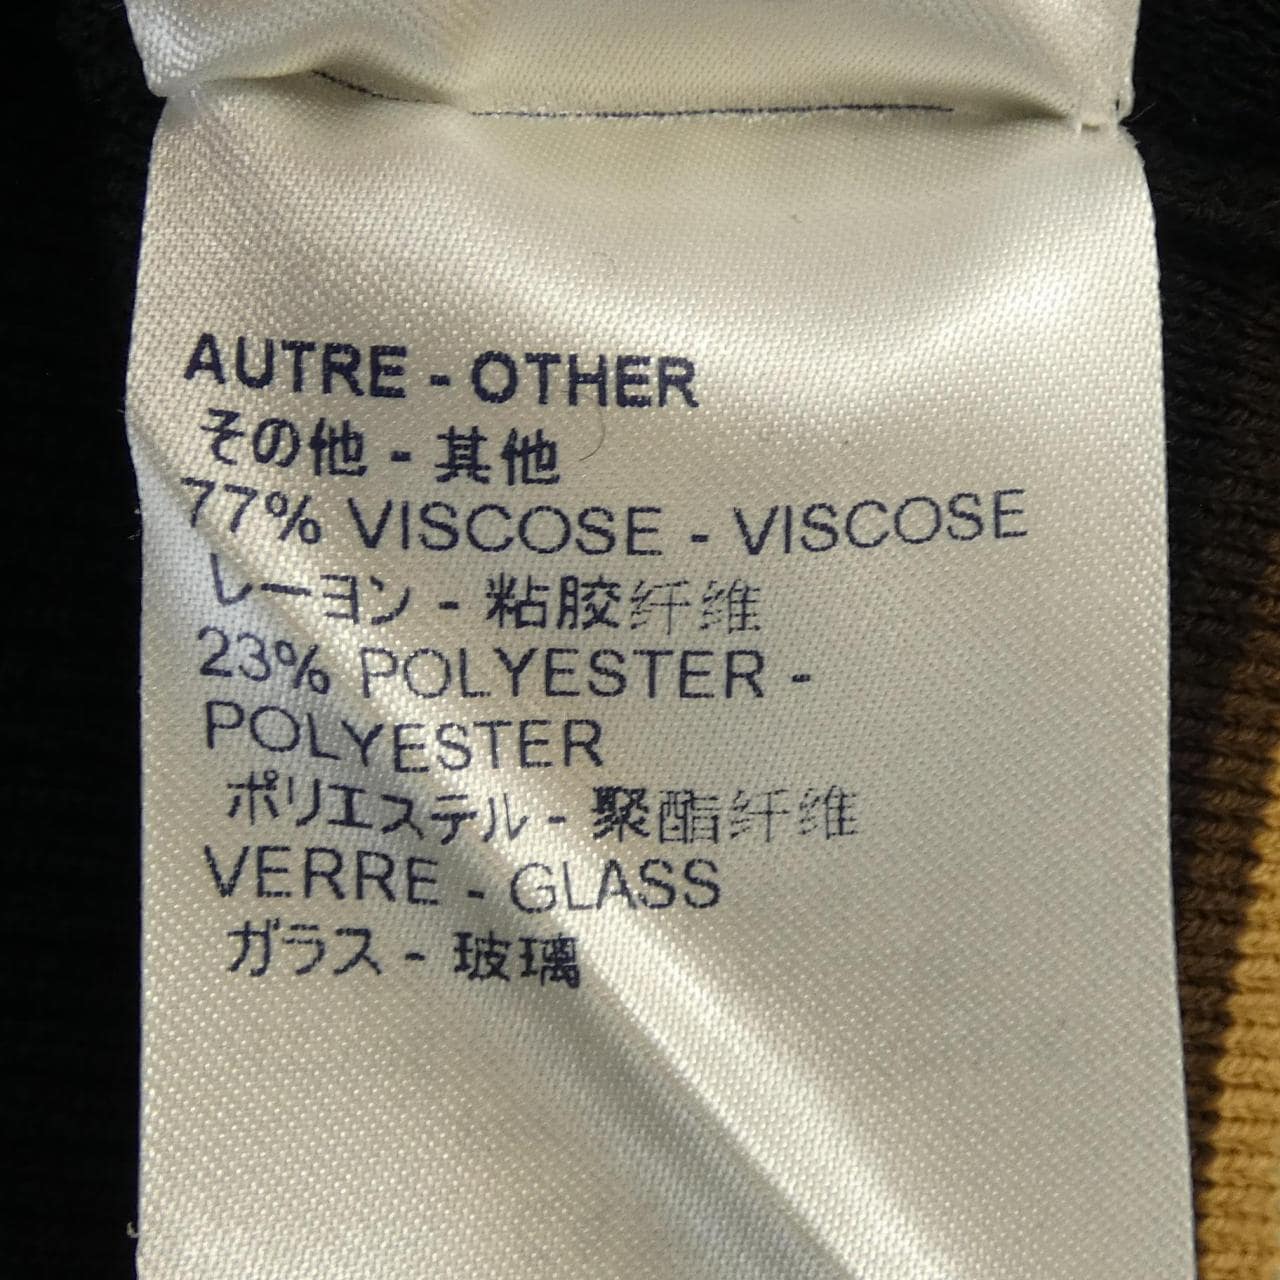 AUTRE - OTHER
その他 - 其他
77% VISCOSE - VISCOSE
レーヨン - 粘胶纤维
23% POLYESTER -
POLYESTER
ポリエステル - 聚酯纤维
VERRE - GLASS
ガラス - 玻璃